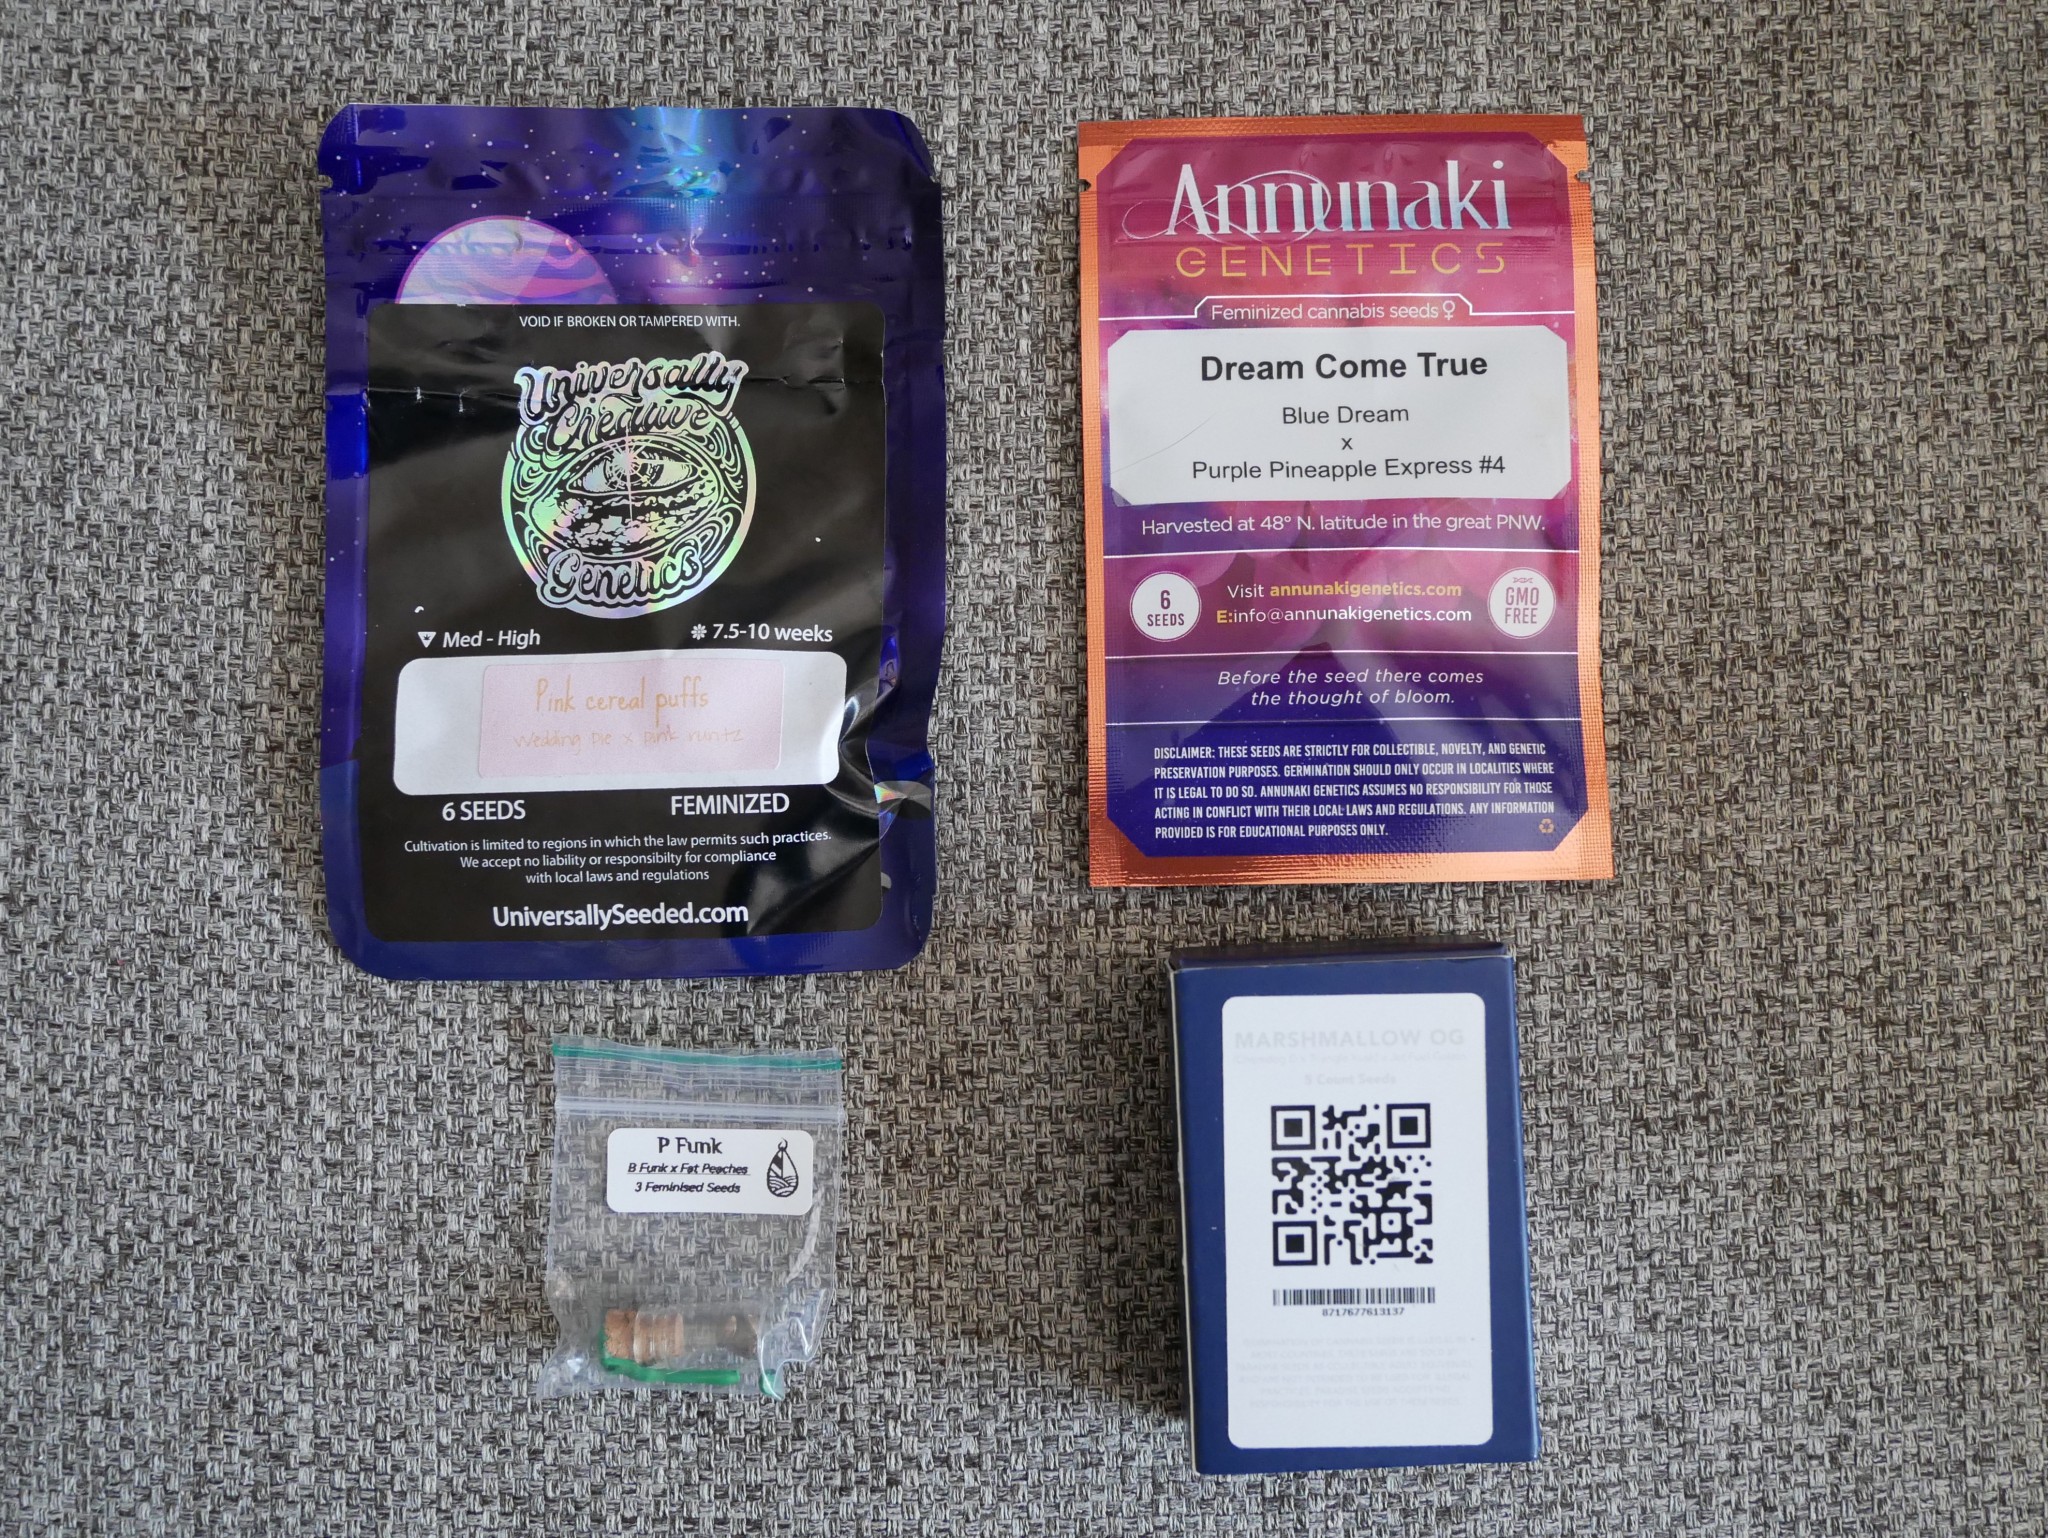 VOID IF BROKEN OR TAMPERED WITH.
Universally
Creative
Genetics
Med - High
7.5-10 weeks
Pink cereal puffs
wedding pie x pink runtz
6 SEEDS
FEMINIZED
Cultivation is limited to regions in which the law permits such practices.
We accept no liability or responsibilty for compliance
with local laws and regulations
UniversallySeeded.com
Annunaki
GENETICS
Feminized cannabis seeds
Dream Come True
Blue Dream
x
Purple Pineapple Express #4
Harvested at 48° N. latitude in the great PNW.
6
SEEDS
Visit annunakigenetics.com
E:info@annunakigenetics.com
GMO
FREE
Before the seed there comes
the thought of bloom.
DISCLAIMER: THESE SEEDS ARE STRICTLY FOR COLLECTIBLE, NOVELTY, AND GENETIC
PRESERVATION PURPOSES. GERMINATION SHOULD ONLY OCCUR IN LOCALITIES WHERE
IT IS LEGAL TO DO SO. ANNUNAKI GENETICS ASSUMES NO RESPONSIBILITY FOR THOSE
ACTING IN CONFLICT WITH THEIR LOCAL LAWS AND REGULATIONS. ANY INFORMATION
PROVIDED IS FOR EDUCATIONAL PURPOSES ONLY.
P Funk
B Funk x Fat Peaches
3 Feminised Seeds
MARSHMALLOW OG
5 Count Seeds
8717677613137